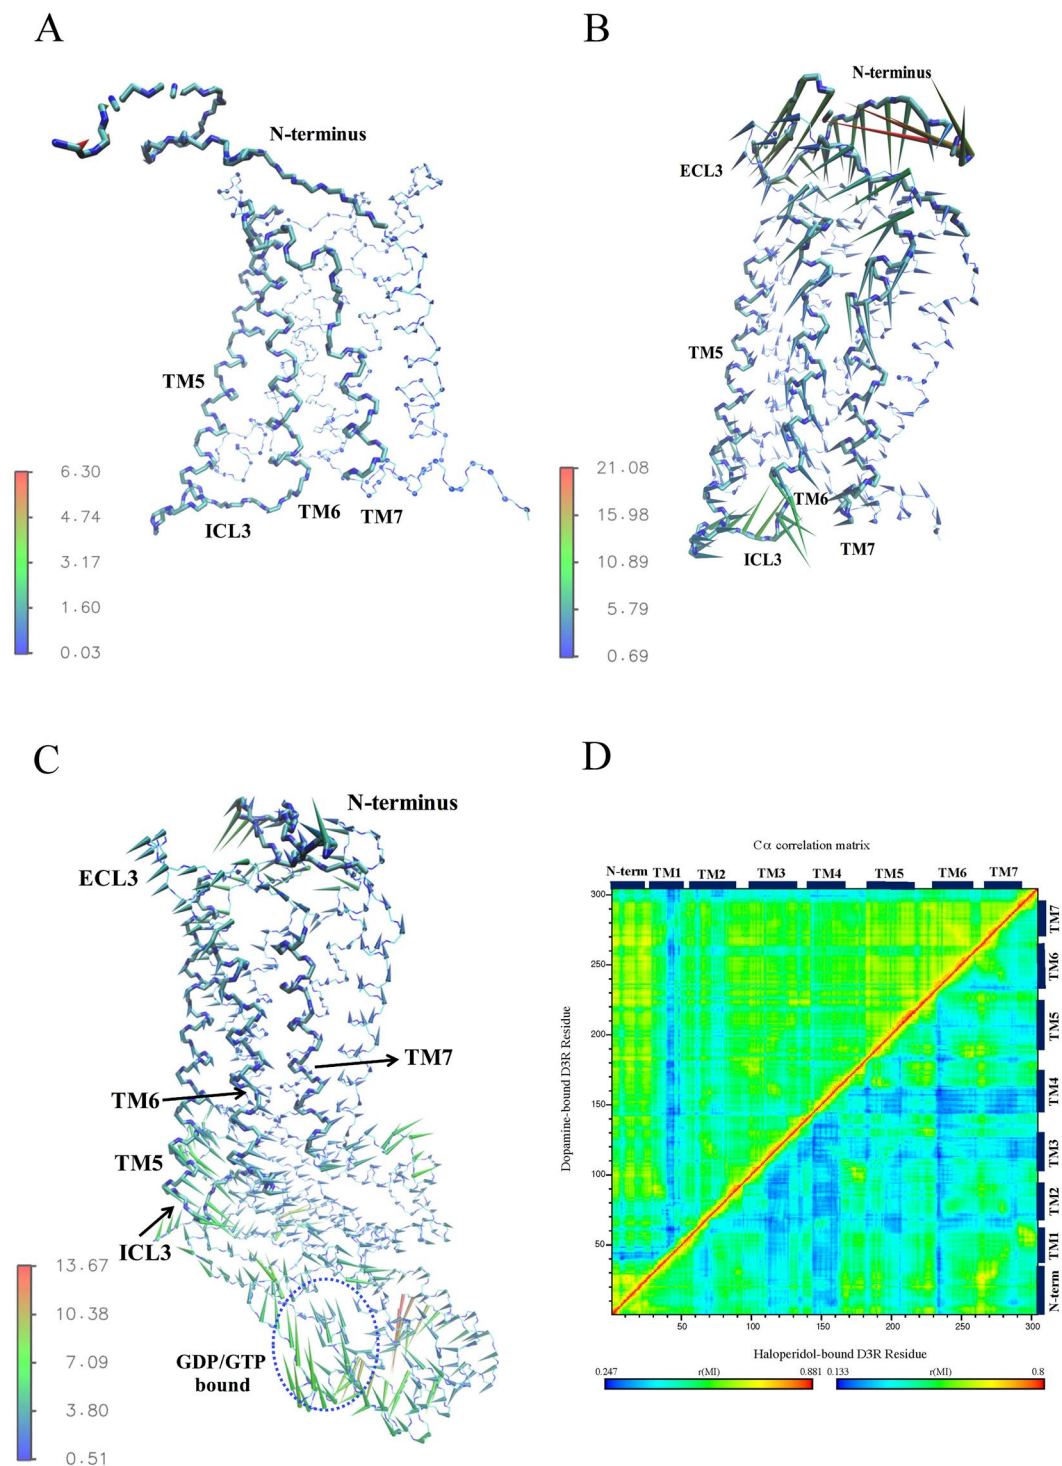 A
N-terminus
TM5
ICL3
TM6
TM7
6.30
4.74
3.17
1.60
0.03
B
N-terminus
ECL3
TM5
TM6
ICL3
TM7
21.08
15.98
10.89
5.79
0.69
C
N-terminus
ECL3
TM7
TM6
TM5
ICL3
GDP/GTP
bound
13.67
10.38
7.09
3.80
0.51
D
Cα correlation matrix
N-term TM1 TM2 TM3 TM4 TM5 TM6 TM7
300
250
200
150
100
50
Dopamine-bound D3R Residue
TM7
TM6
TM5
TM4
TM3
TM2
TM1
N-term
50 100 150 200 250 300
Haloperidol-bound D3R Residue
0.247 r(MI) 0.881 0.133 r(MI) 0.8